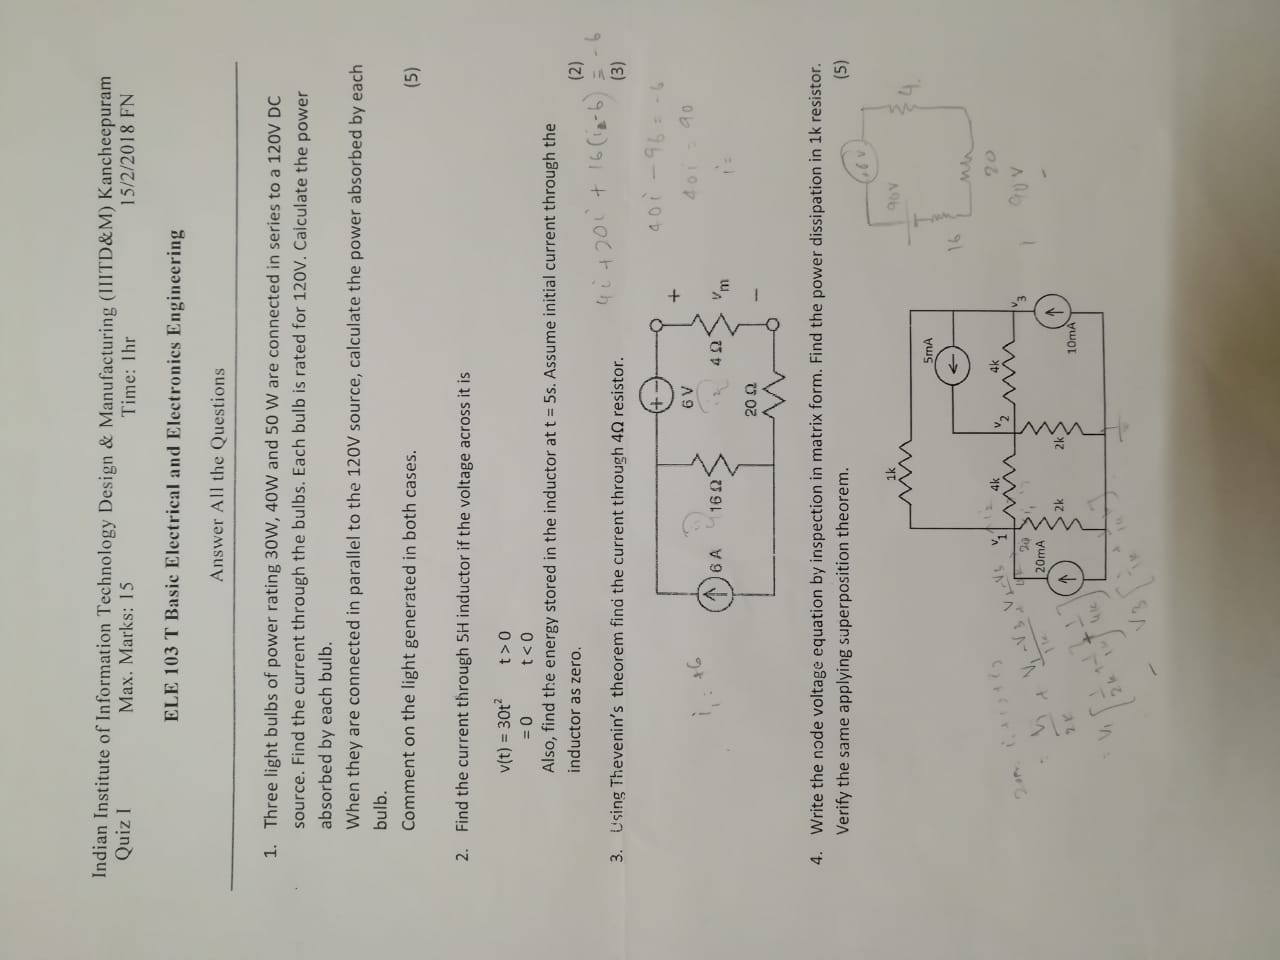 Indian Institute of Information Technology Design & Manufacturing (IIITD&M) Kancheepuram
Quiz I Max. Marks: 15 Time: 1hr 15/2/2018 FN
ELE 103 T Basic Electrical and Electronics Engineering
Answer All the Questions
1. Three light bulbs of power rating 30W, 40W and 50 W are connected in series to a 120V DC
source. Find the current through the bulbs. Each bulb is rated for 120V. Calculate the power
absorbed by each bulb.
When they are connected in parallel to the 120V source, calculate the power absorbed by each
bulb.
Comment on the light generated in both cases. (5)
2. Find the current through 5H inductor if the voltage across it is
v(t) = 30t² t > 0
= 0 t < 0
Also, find the energy stored in the inductor at t = 5s. Assume initial current through the
inductor as zero. (2)
4i + 20i + 16(i-6) = -6
3. Using Thevenin's theorem find the current through 4Ω resistor. (3)
40i - 96 = -6
40i = 90
i =
i₁ = +6
+ -
6 V
+
6 A
16 Ω
4 Ω
Vm
20 Ω
-
4. Write the node voltage equation by inspection in matrix form. Find the power dissipation in 1k resistor.
Verify the same applying superposition theorem. (5)
6 V
90V
4
16
20
90 V
1k
5mA
V1
4k
V2
4k
V3
20mA
2k
2k
10mA